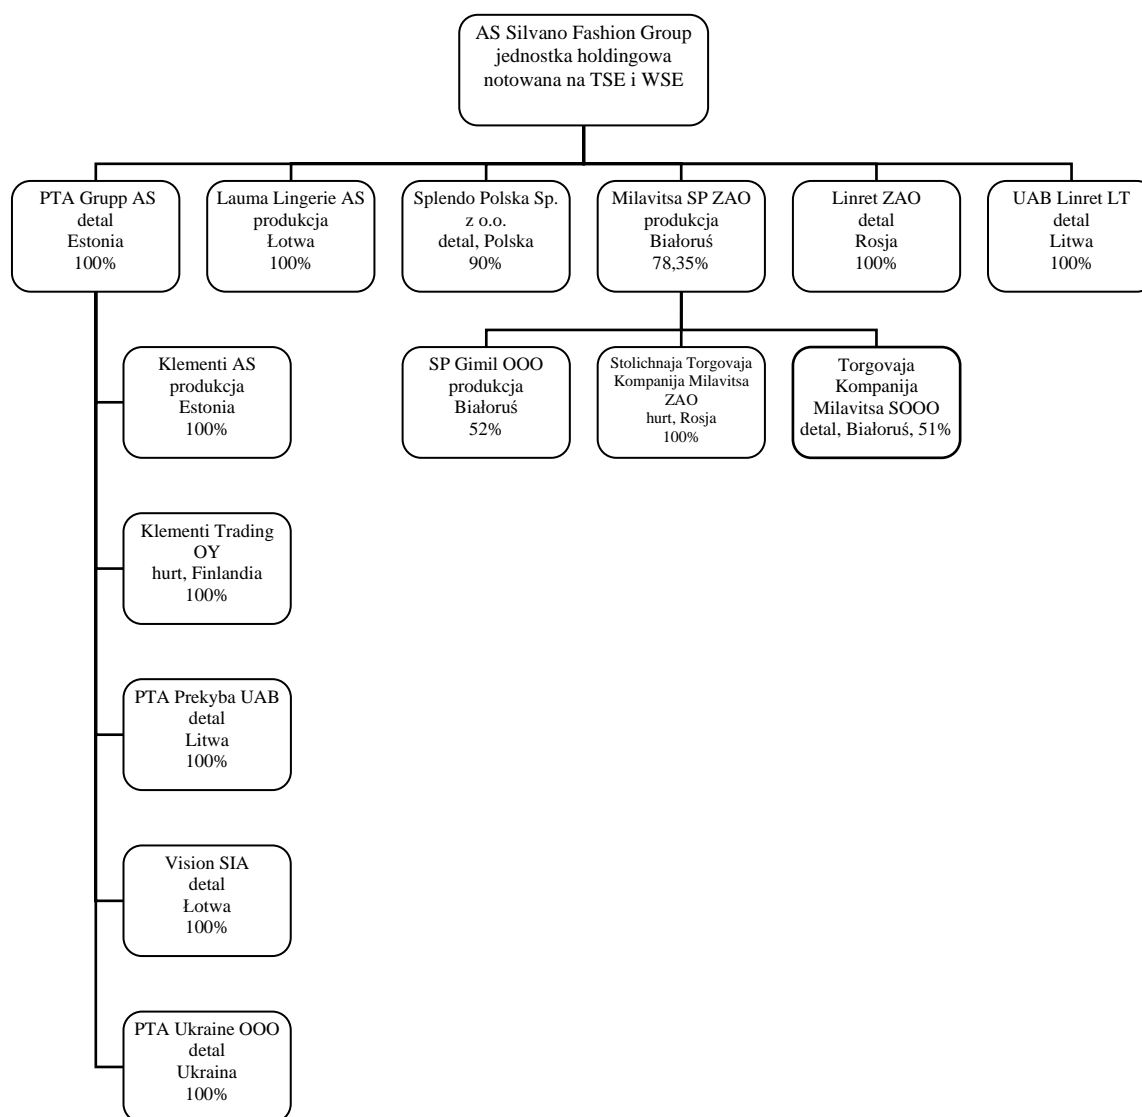 AS Silvano Fashion Group
jednostka holdingowa
notowana na TSE i WSE
PTA Grupp AS
detal
Estonia
100%
Lauma Lingerie AS
produkcja
Łotwa
100%
Splendo Polska Sp.
z o.o.
detal, Polska
90%
Milavitsa SP ZAO
produkcja
Białoruś
78,35%
Linret ZAO
detal
Rosja
100%
UAB Linret LT
detal
Litwa
100%
Klementi AS
produkcja
Estonia
100%
SP Gimil OOO
produkcja
Białoruś
52%
Stolichnaja Torgovaja
Kompanija Milavitsa
ZAO
hurt, Rosja
100%
Torgovaja
Kompanija
Milavitsa SOOO
detal, Białoruś, 51%
Klementi Trading
OY
hurt, Finlandia
100%
PTA Prekyba UAB
detal
Litwa
100%
Vision SIA
detal
Łotwa
100%
PTA Ukraine OOO
detal
Ukraina
100%